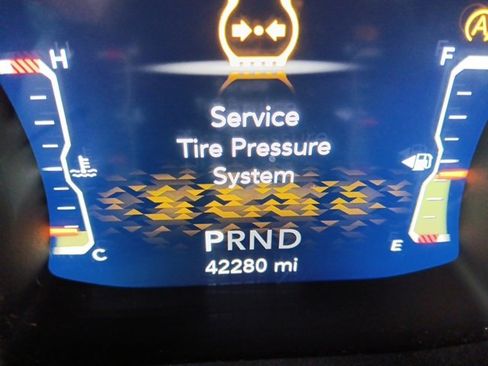 H
F
A
Service
Tire Pressure
System
C
E
PRND
42280 mi